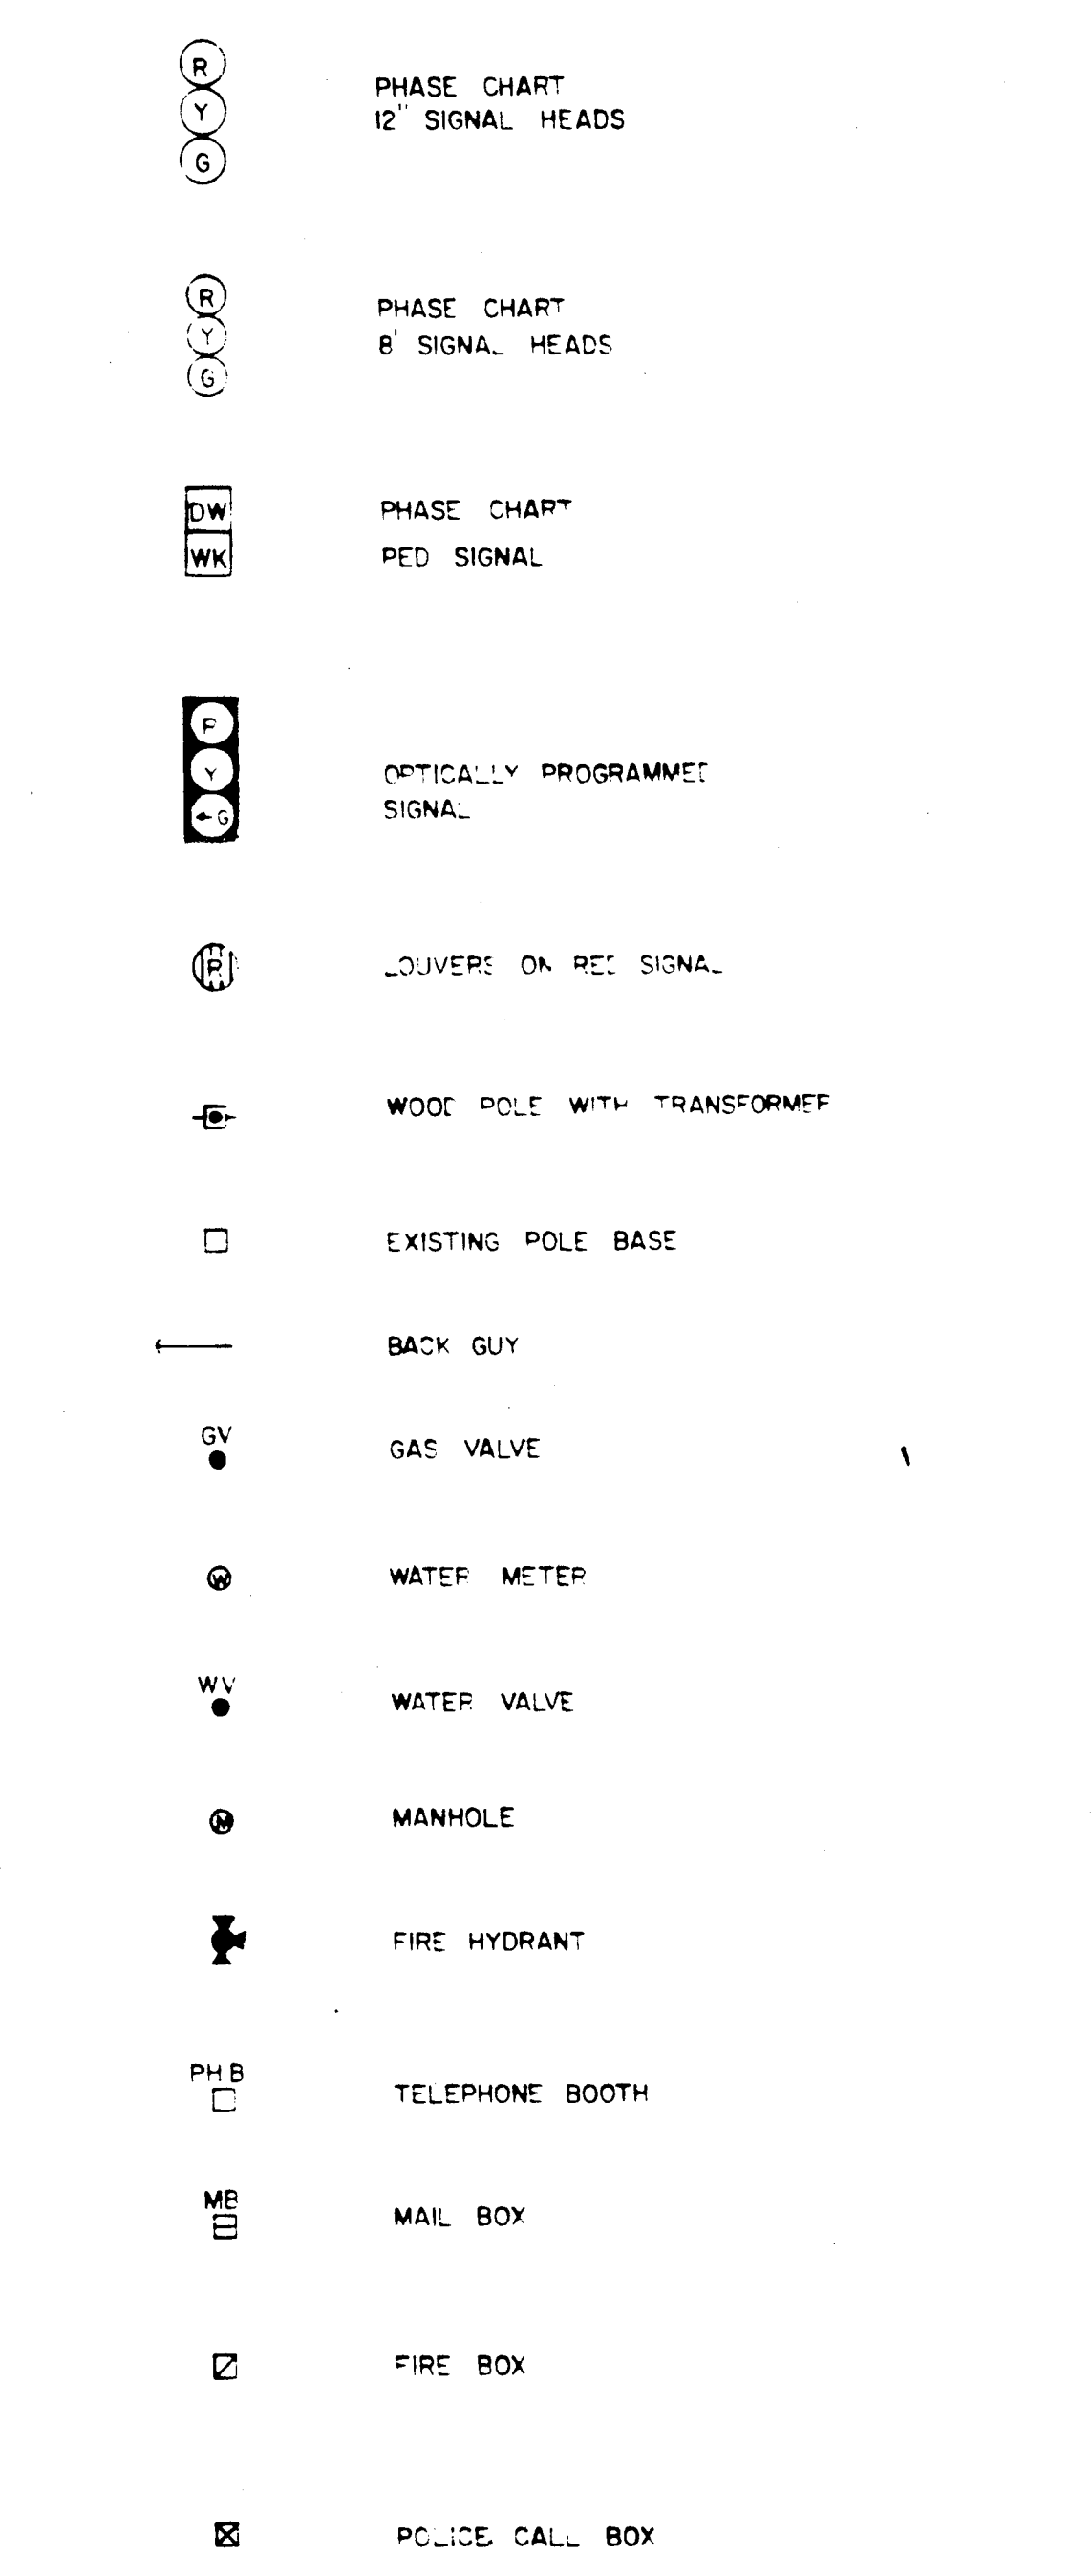 R
Y
G
PHASE CHART
12" SIGNAL HEADS
R
Y
G
PHASE CHART
8' SIGNAL HEADS
DW
WK
PHASE CHART
PED SIGNAL
R
Y
←G
OPTICALLY PROGRAMMED
SIGNAL
R
LOUVERS ON RED SIGNAL
WOOD POLE WITH TRANSFORMER
EXISTING POLE BASE
BACK GUY
GV
GAS VALVE
W
WATER METER
WV
WATER VALVE
M
MANHOLE
FIRE HYDRANT
PH B
TELEPHONE BOOTH
MB
MAIL BOX
FIRE BOX
POLICE CALL BOX